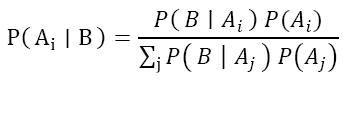 P( Aᵢ ∣ B ) = P( B ∣ Aᵢ ) P(Aᵢ) / ∑ⱼ P( B ∣ Aⱼ ) P(Aⱼ)